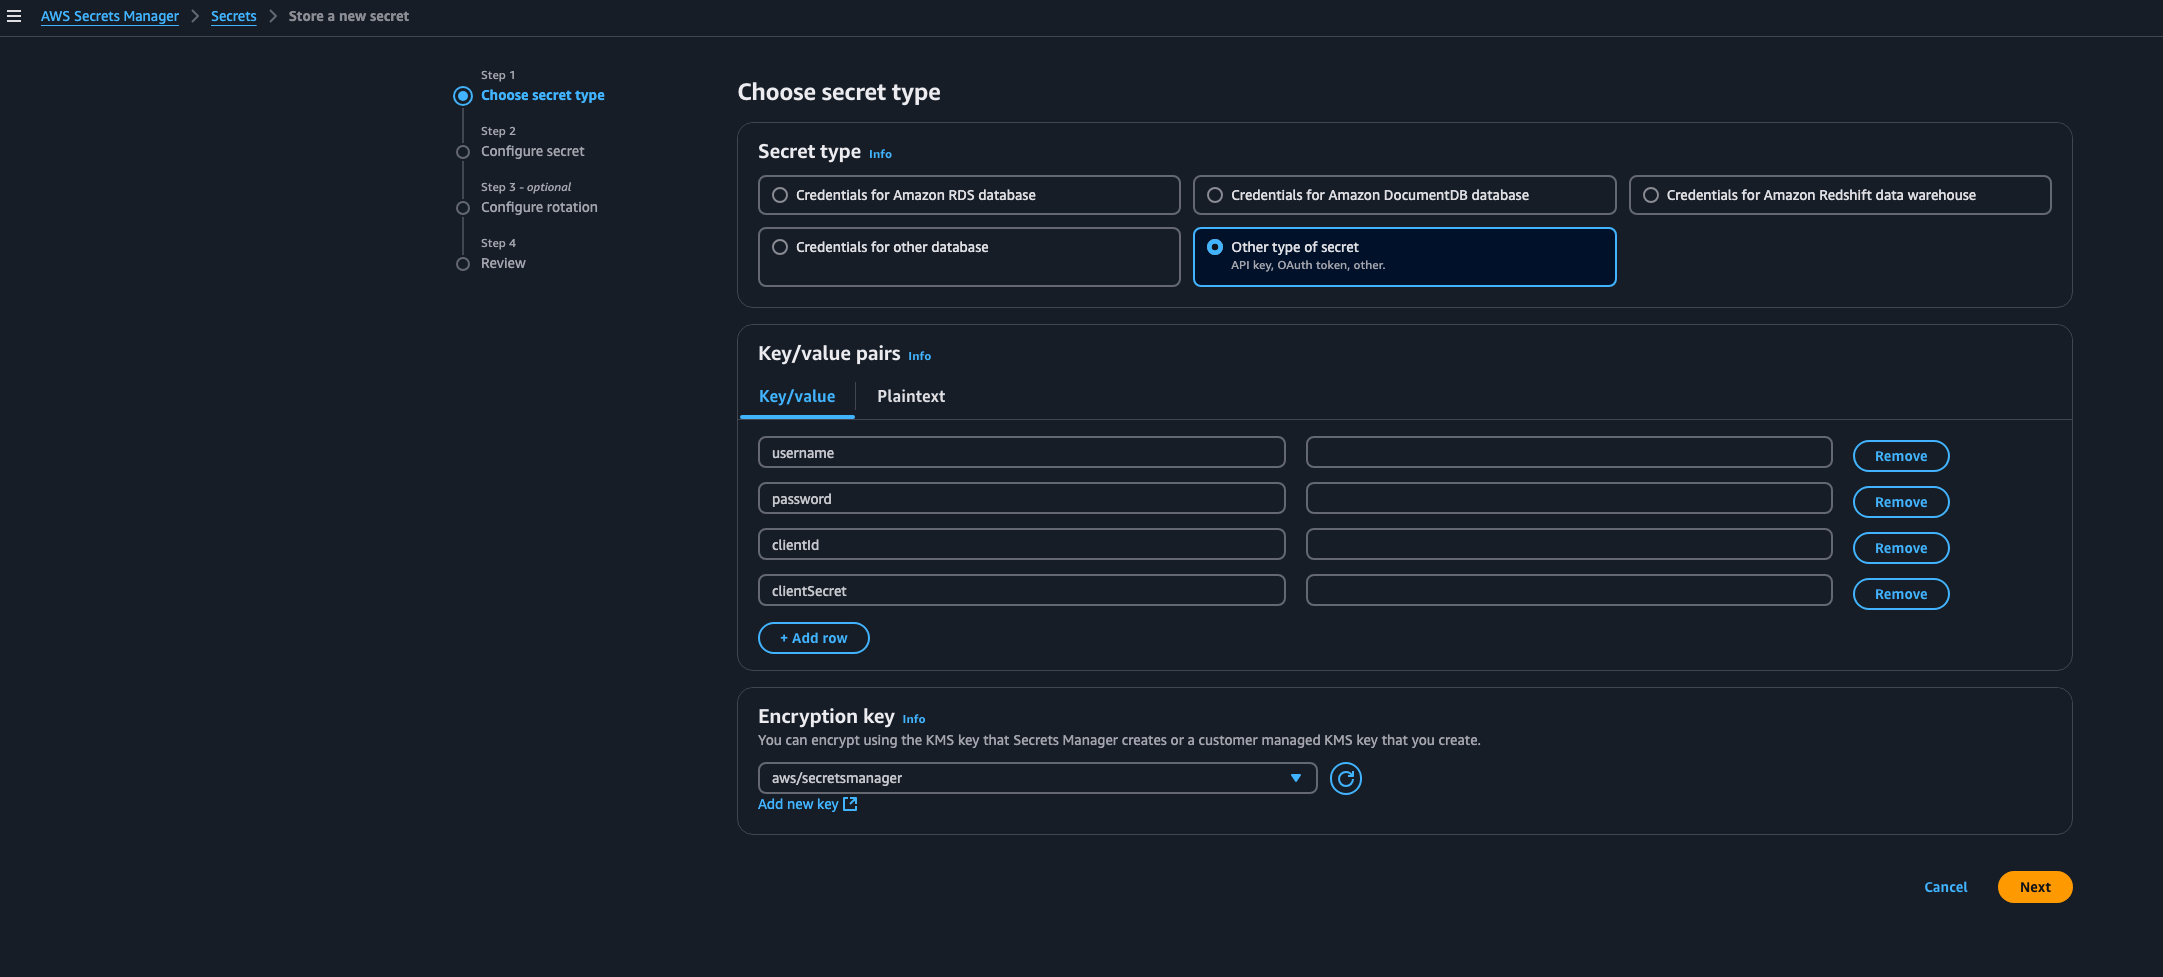 AWS Secrets Manager > Secrets > Store a new secret
Step 1
Choose secret type
Step 2
Configure secret
Step 3 - optional
Configure rotation
Step 4
Review
Choose secret type
Secret type Info
Credentials for Amazon RDS database
Credentials for Amazon DocumentDB database
Credentials for Amazon Redshift data warehouse
Credentials for other database
Other type of secret
API key, OAuth token, other.
Key/value pairs Info
Key/value Plaintext
username Remove
password Remove
clientId Remove
clientSecret Remove
+ Add row
Encryption key Info
You can encrypt using the KMS key that Secrets Manager creates or a customer managed KMS key that you create.
aws/secretsmanager
Add new key
Cancel Next